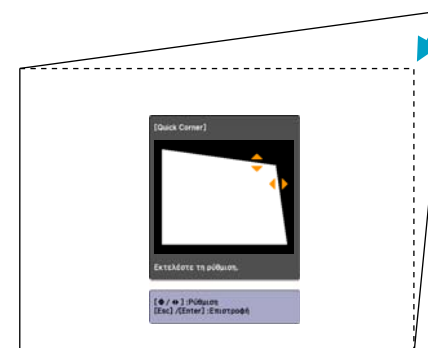 [Quick Corner]
Εκτελέστε τη ρύθμιση.
[ / ] :Ρύθμιση
[Esc] /[Enter] :Επιστροφή